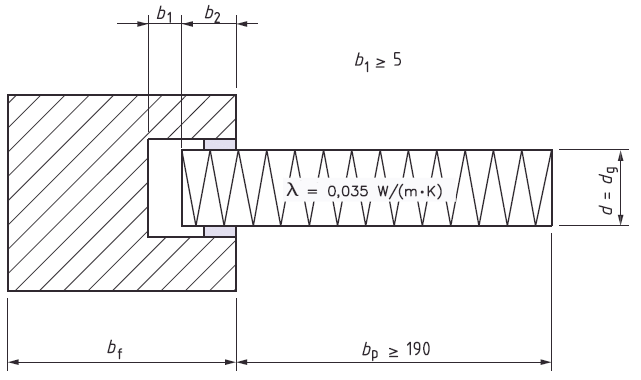 b1 b2
b1 ≥ 5
λ = 0,035 W/(m·K)
d = dg
bf
bp ≥ 190